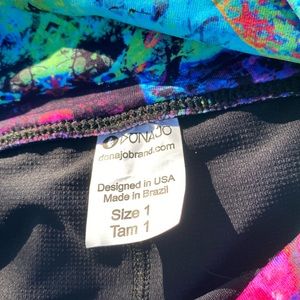 DONAJO
donajobrand.com
Designed in USA
Made in Brazil
Size 1
Tam 1